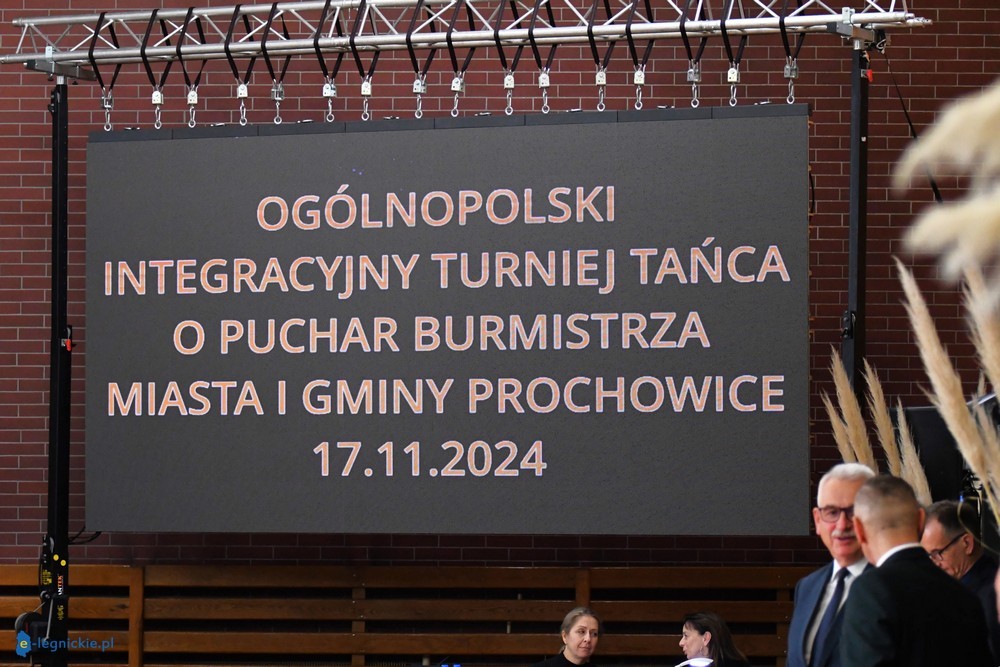 OGÓLNOPOLSKI
INTEGRACYJNY TURNIEJ TAŃCA
O PUCHAR BURMISTRZA
MIASTA I GMINY PROCHOWICE
17.11.2024
e-legnickie.pl